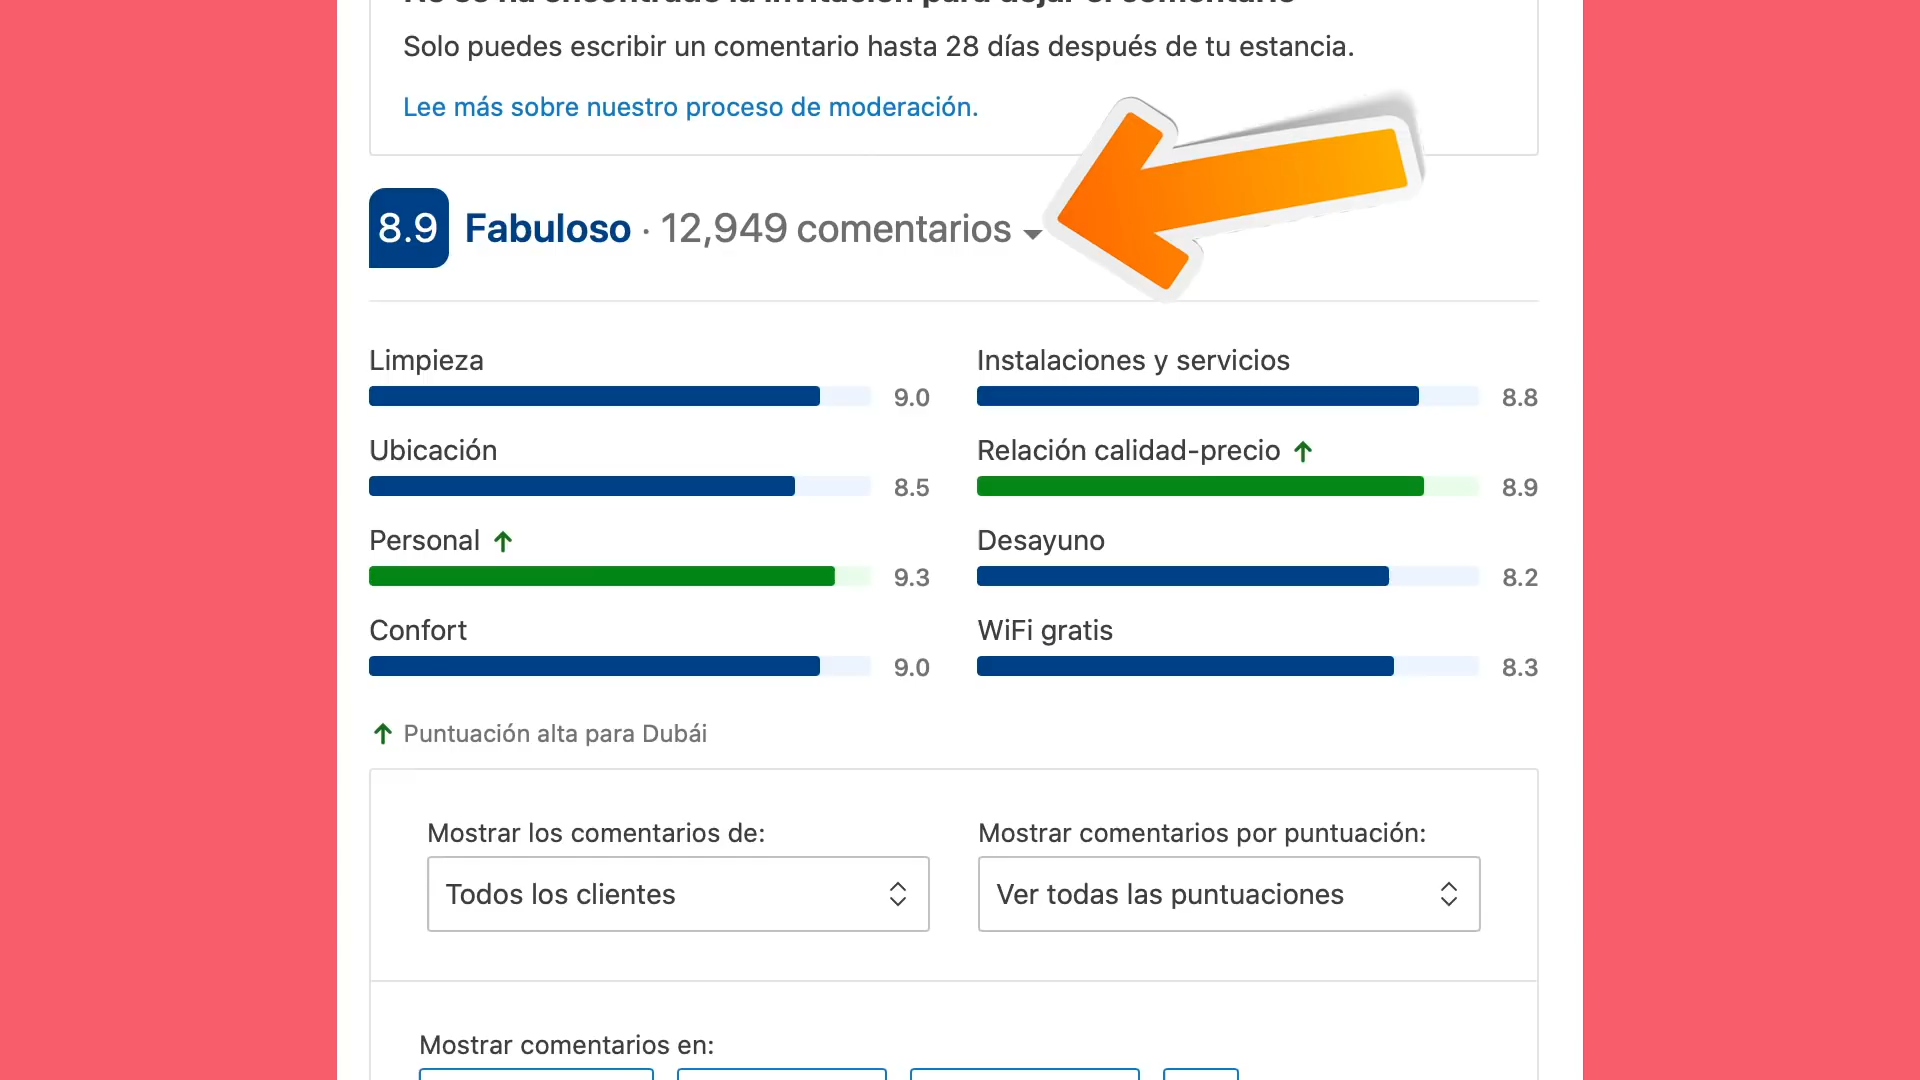 Solo puedes escribir un comentario hasta 28 días después de tu estancia.
Lee más sobre nuestro proceso de moderación.
8.9 Fabuloso · 12,949 comentarios
Limpieza
9.0
Instalaciones y servicios
8.8
Ubicación
8.5
Relación calidad-precio
8.9
Personal
9.3
Desayuno
8.2
Confort
9.0
WiFi gratis
8.3
Puntuación alta para Dubái
Mostrar los comentarios de:
Todos los clientes
Mostrar comentarios por puntuación:
Ver todas las puntuaciones
Mostrar comentarios en: